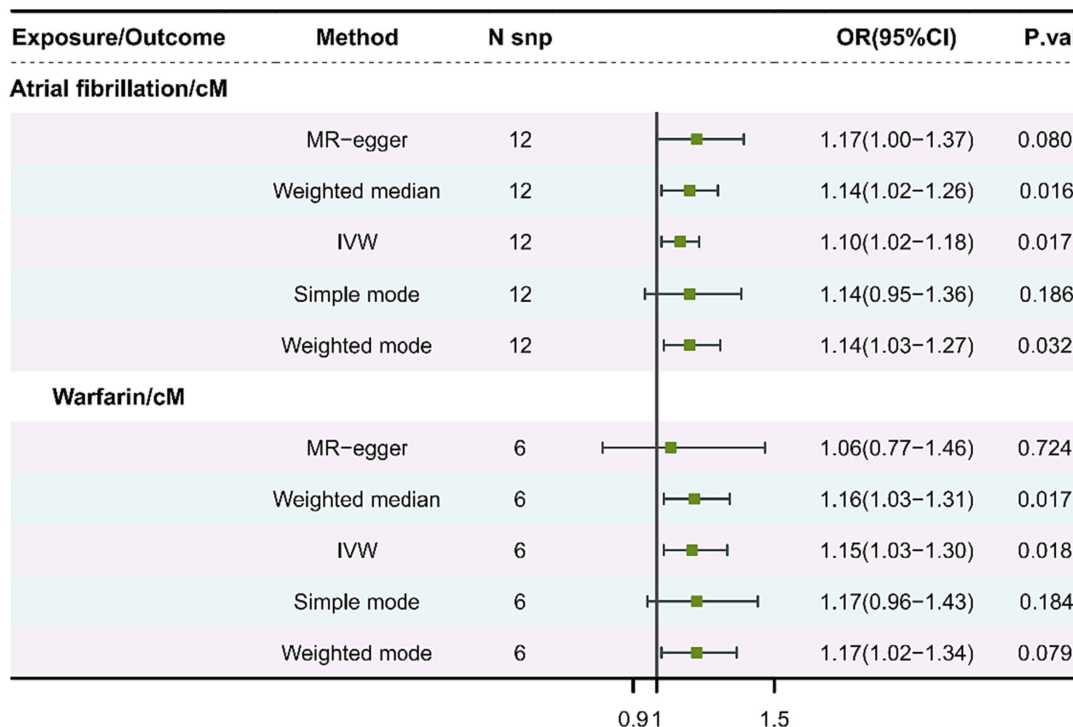 Exposure/Outcome Method N snp OR(95%CI) P.val
Atrial fibrillation/cM
MR−egger 12 1.17(1.00−1.37) 0.080
Weighted median 12 1.14(1.02−1.26) 0.016
IVW 12 1.10(1.02−1.18) 0.017
Simple mode 12 1.14(0.95−1.36) 0.186
Weighted mode 12 1.14(1.03−1.27) 0.032
Warfarin/cM
MR−egger 6 1.06(0.77−1.46) 0.724
Weighted median 6 1.16(1.03−1.31) 0.017
IVW 6 1.15(1.03−1.30) 0.018
Simple mode 6 1.17(0.96−1.43) 0.184
Weighted mode 6 1.17(1.02−1.34) 0.079
0.9 1 1.5